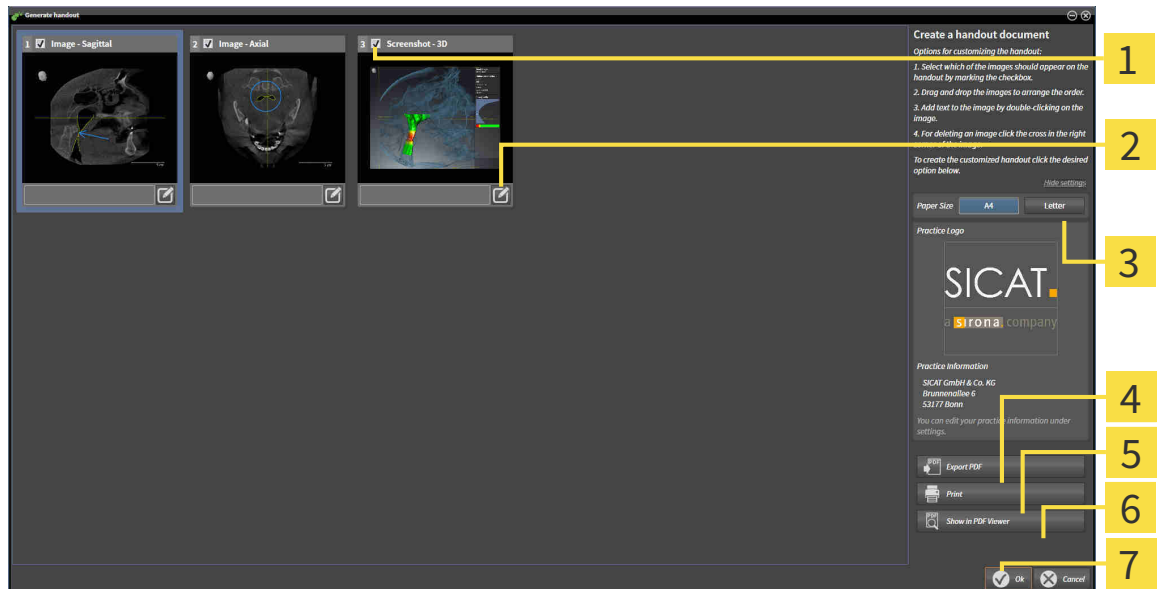 Generate handout
1 Image - Sagittal
2 Image - Axial
3 Screenshot - 3D
Create a handout document
Options for customizing the handout:
1. Select which of the images should appear on the
handout by marking the checkbox.
2. Drag and drop the images to arrange the order.
3. Add text to the image by double-clicking on the
image.
4. For deleting an image click the cross in the right
corner of the image.
To create the customized handout click the desired
option below.
Hide settings
Paper Size A4 Letter
Practice Logo
SICAT.
a sirona. company
Practice Information
SICAT GmbH & Co. KG
Brunnenallee 6
53177 Bonn
You can edit your practice information under
settings.
Export PDF
Print
Show in PDF Viewer
Ok Cancel
1
2
3
4
5
6
7